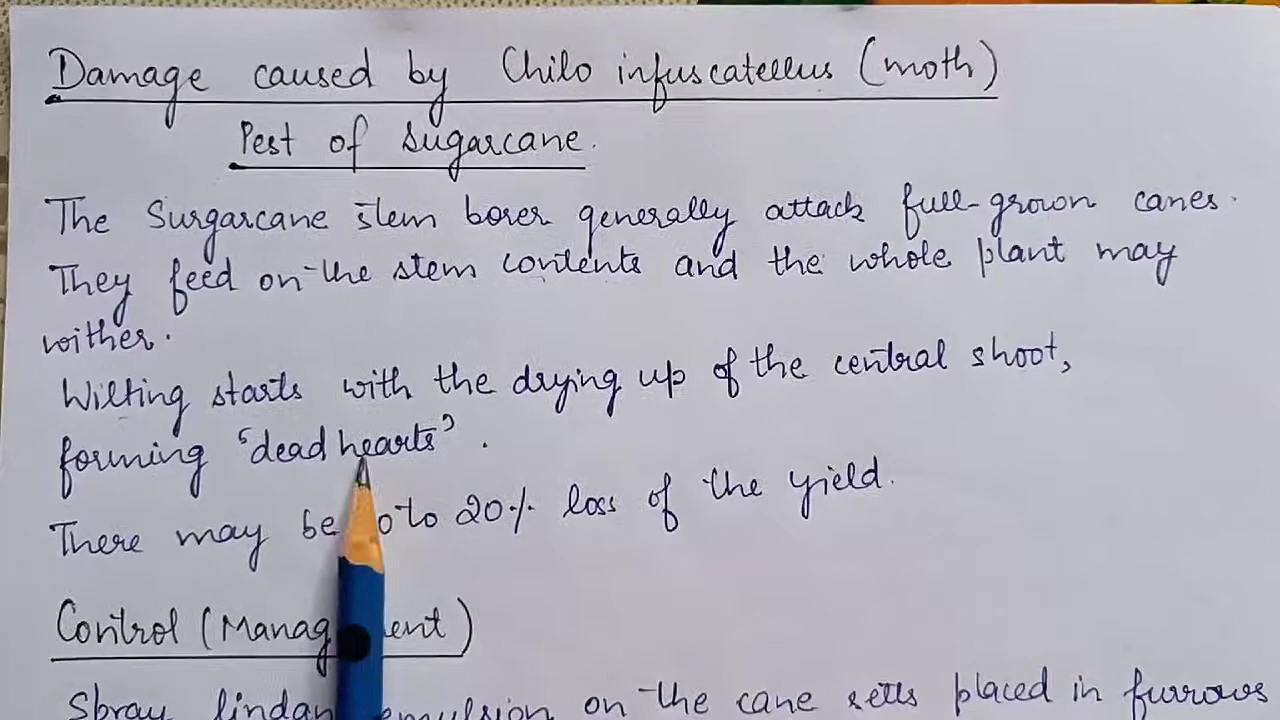 Damage caused by Chilo infuscatellus (moth)
Pest of Sugarcane.
The Surgarcane stem borer generally attack full-grown canes.
They feed on the stem contents and the whole plant may
wither.
Wilting starts with the drying up of the central shoot,
forming 'dead hearts'.
There may be to 20% loss of the yield.
Control (Management)
Spray lindane emulsion on the cane setts placed in furrows